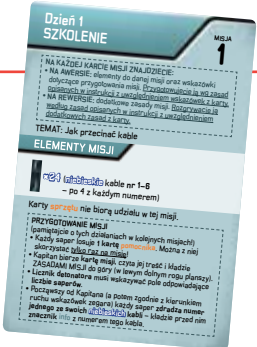 Dzień 1
SZKOLENIE
MISJA
1
• NA KAŻDEJ KARCIE MISJI ZNAJDZIECIE:
• NA AWERSIE: elementy do danej misji oraz wskazówki
dotyczące przygotowania misji. Przygotowujcie ją wg zasad
opisanych w instrukcji z uwzględnieniem wskazówek z karty.
• NA REWERSIE: dodatkowe zasady misji. Rozgrywacie ją
według zasad opisanych w instrukcji z uwzględnieniem
dodatkowych zasad z karty.
TEMAT: Jak przecinać kable
ELEMENTY MISJI
×24 (niebieskie kable nr 1–6
– po 4 z każdym numerem)
Karty sprzętu nie biorą udziału w tej misji.
PRZYGOTOWANIE MISJI
(pamiętajcie o tych działaniach w kolejnych misjach!)
• Każdy saper losuje 1 kartę pomocnika. Można z niej
skorzystać tylko raz na misję!
• Kapitan bierze kartę misji, czyta jej treść i kładzie
ZASADAMI MISJI do góry (w lewym dolnym rogu planszy).
• Licznik detonatora musi wskazywać pole odpowiadające
liczbie saperów.
• Począwszy od Kapitana (a potem zgodnie z kierunkiem
ruchu wskazówek zegara) każdy saper zdradza numer
jednego ze swoich niebieskich kabli – kładzie przed nim
znacznik info z numerem tego kabla.